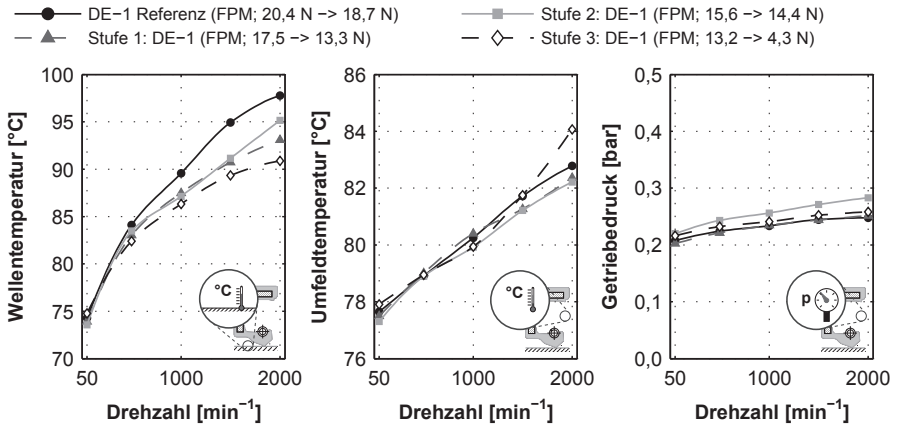 DE−1 Referenz (FPM; 20,4 N −> 18,7 N)
Stufe 2: DE−1 (FPM; 15,6 −> 14,4 N)
Stufe 1: DE−1 (FPM; 17,5 −> 13,3 N)
Stufe 3: DE−1 (FPM; 13,2 −> 4,3 N)
Wellentemperatur [°C]
100
95
90
85
80
75
70
°C
50 1000 2000
Drehzahl [min⁻¹]
Umfeldtemperatur [°C]
86
84
82
80
78
76
°C
50 1000 2000
Drehzahl [min⁻¹]
Getriebedruck [bar]
0,5
0,4
0,3
0,2
0,1
0,0
p
50 1000 2000
Drehzahl [min⁻¹]